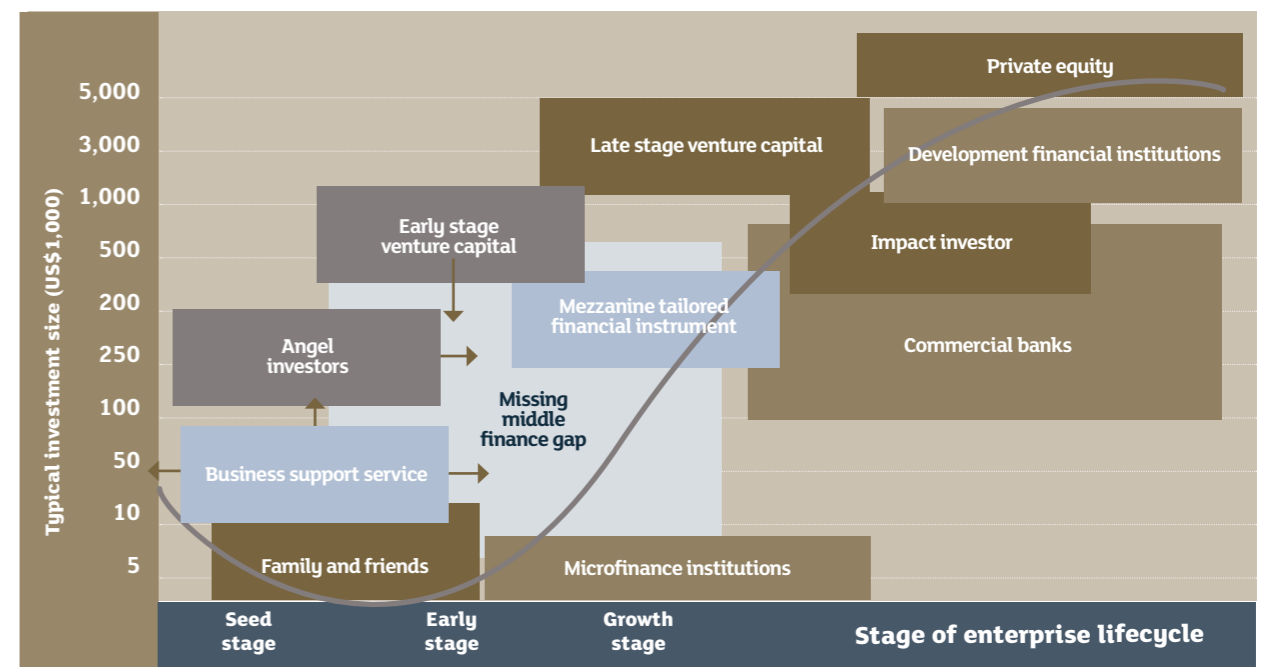 Typical investment size (US$1,000)
5,000
3,000
1,000
500
200
250
100
50
10
5
Private equity
Late stage venture capital
Development financial institutions
Early stage
venture capital
Impact investor
Mezzanine tailored
financial instrument
Angel
investors
Commercial banks
Missing
middle
finance gap
Business support service
Family and friends
Microfinance institutions
Seed
stage
Early
stage
Growth
stage
Stage of enterprise lifecycle